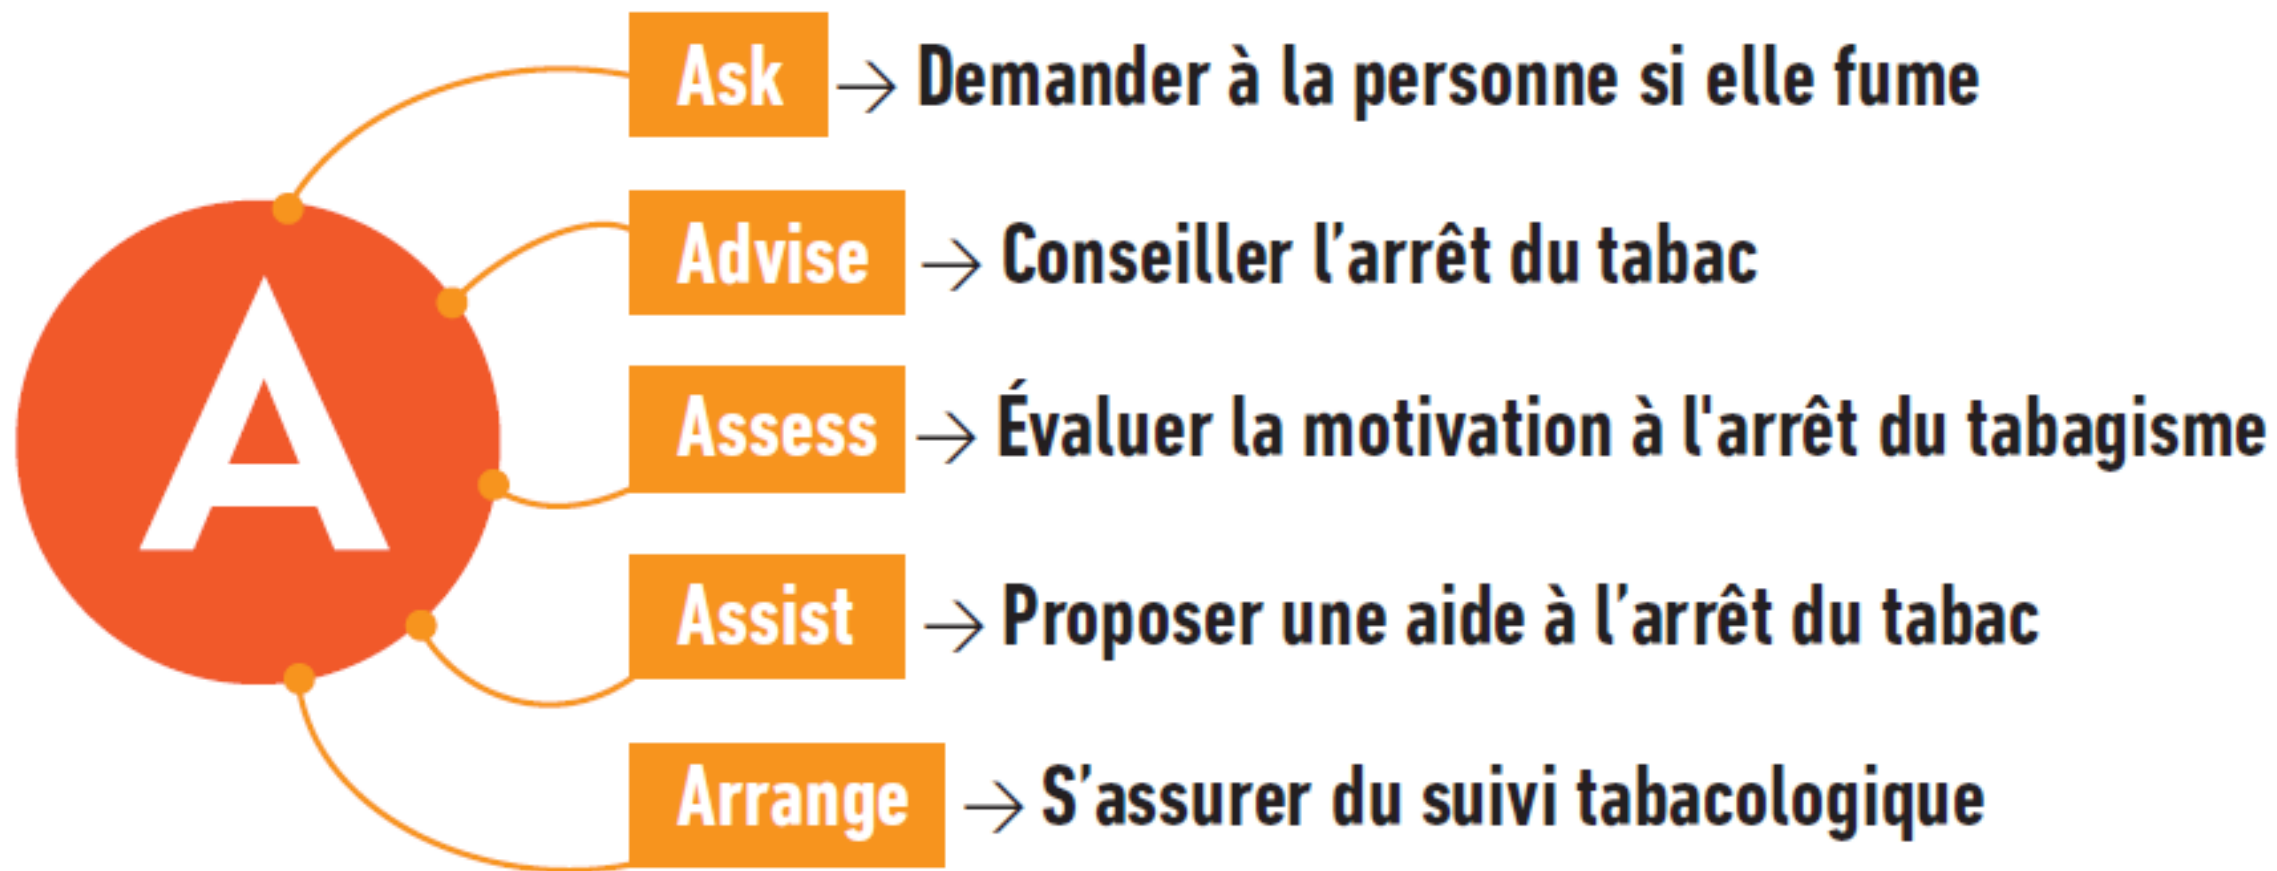 Ask → Demander à la personne si elle fume
Advise → Conseiller l’arrêt du tabac
A
Assess → Évaluer la motivation à l'arrêt du tabagisme
Assist → Proposer une aide à l’arrêt du tabac
Arrange → S’assurer du suivi tabacologique